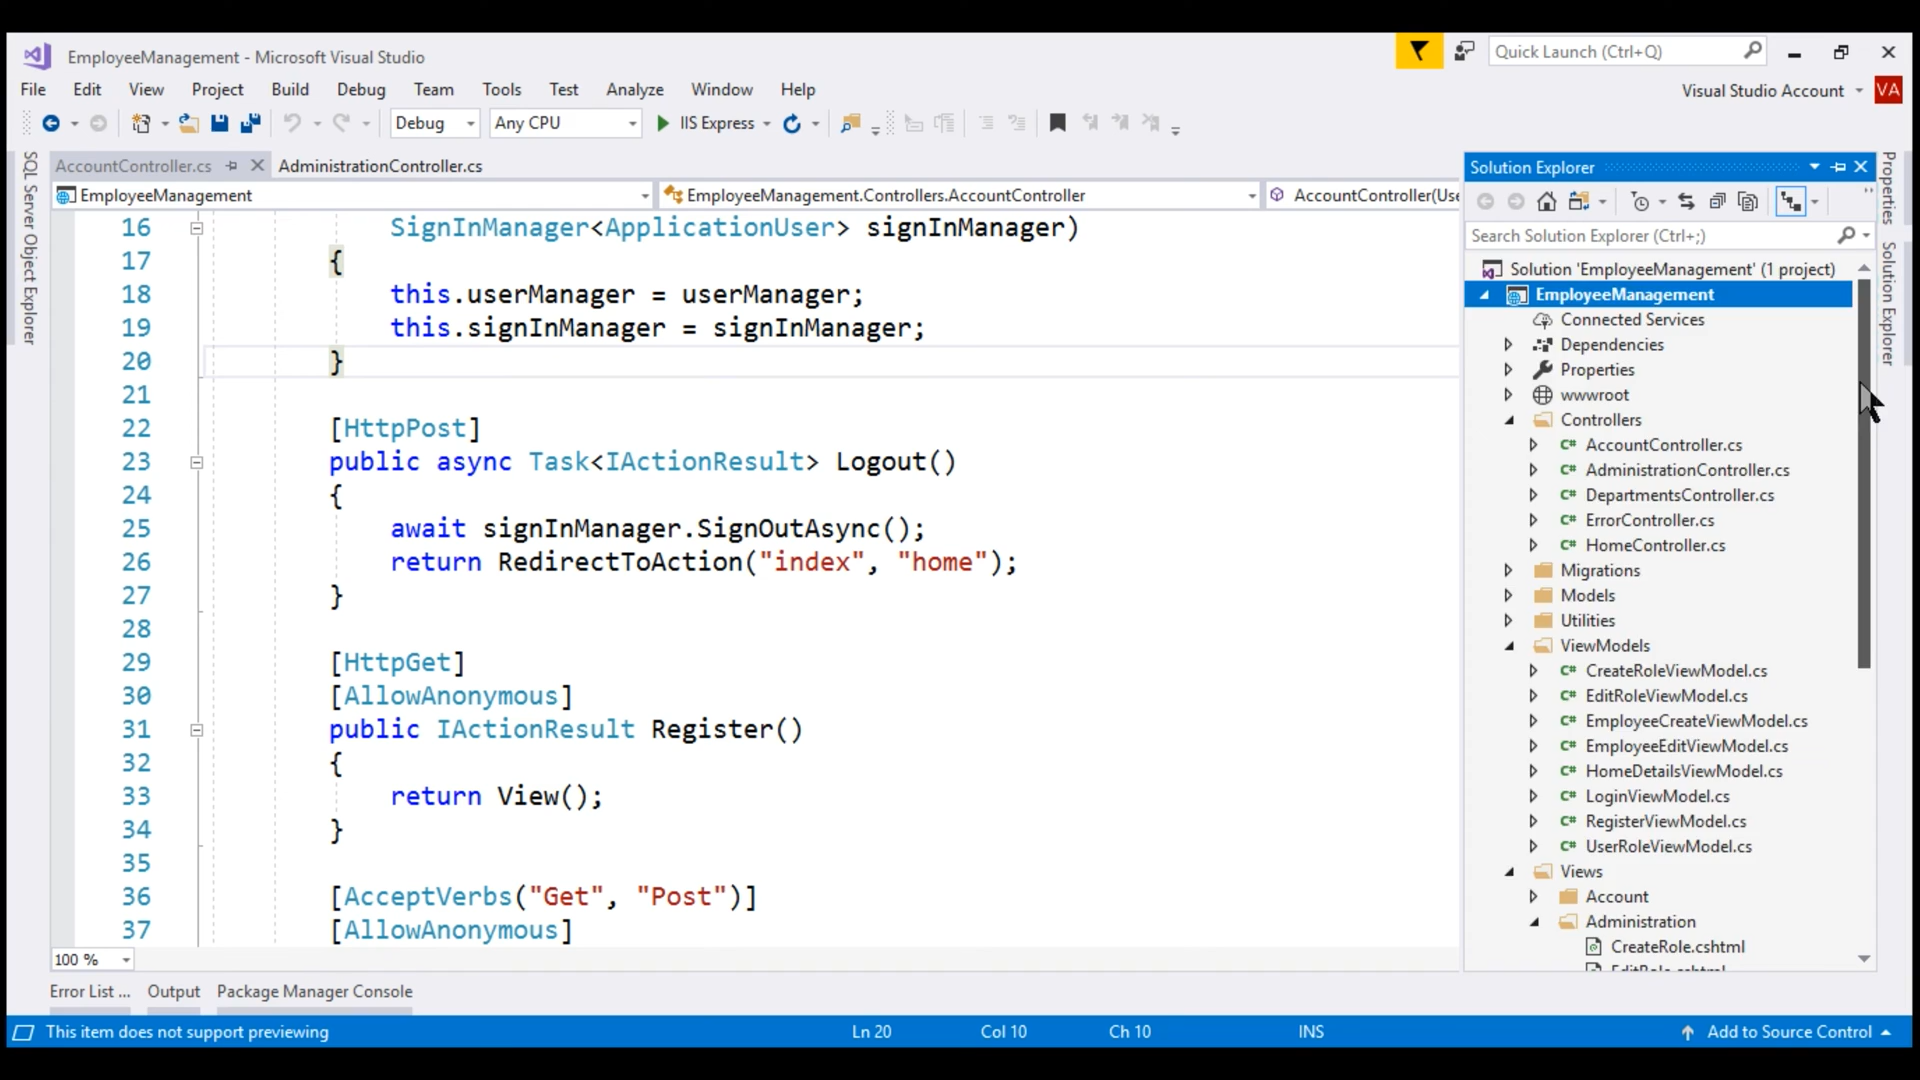 EmployeeManagement - Microsoft Visual Studio
Quick Launch (Ctrl+Q)
File Edit View Project Build Debug Team Tools Test Analyze Window Help
Visual Studio Account VA
Debug Any CPU IIS Express
SQL Server Object Explorer
AccountController.cs AdministrationController.cs
EmployeeManagement EmployeeManagement.Controllers.AccountController AccountController(Use
16 SignInManager<ApplicationUser> signInManager)
17 {
18 this.userManager = userManager;
19 this.signInManager = signInManager;
20 }
21
22 [HttpPost]
23 public async Task<IActionResult> Logout()
24 {
25 await signInManager.SignOutAsync();
26 return RedirectToAction("index", "home");
27 }
28
29 [HttpGet]
30 [AllowAnonymous]
31 public IActionResult Register()
32 {
33 return View();
34 }
35
36 [AcceptVerbs("Get", "Post")]
37 [AllowAnonymous]
100 %
Solution Explorer
Search Solution Explorer (Ctrl+;)
Solution 'EmployeeManagement' (1 project)
EmployeeManagement
Connected Services
Dependencies
Properties
wwwroot
Controllers
C# AccountController.cs
C# AdministrationController.cs
C# DepartmentsController.cs
C# ErrorController.cs
C# HomeController.cs
Migrations
Models
Utilities
ViewModels
C# CreateRoleViewModel.cs
C# EditRoleViewModel.cs
C# EmployeeCreateViewModel.cs
C# EmployeeEditViewModel.cs
C# HomeDetailsViewModel.cs
C# LoginViewModel.cs
C# RegisterViewModel.cs
C# UserRoleViewModel.cs
Views
Account
Administration
CreateRole.cshtml
EditRole.cshtml
Properties
Solution Explorer
Error List ... Output Package Manager Console
This item does not support previewing Ln 20 Col 10 Ch 10 INS Add to Source Control